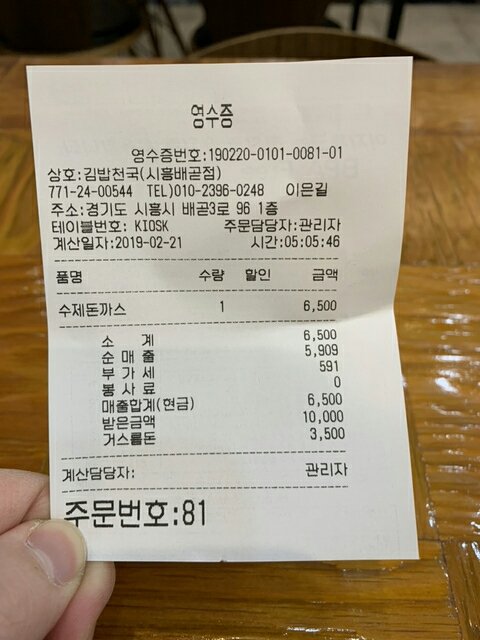 영수증
영수증번호:190220-0101-0081-01
상호:김밥천국(시흥배곧점)
771-24-00544 TEL)010-2396-0248 이은길
주소:경기도 시흥시 배곧3로 96 1층
테이블번호: KIOSK 주문담당자:관리자
계산일자:2019-02-21 시간:05:05:46
품명 수량 할인 금액
수제돈까스 1 6,500
소 계 6,500
순 매 출 5,909
부 가 세 591
봉 사 료 0
매출합계(현금) 6,500
받은금액 10,000
거스름돈 3,500
계산담당자: 관리자
주문번호:81